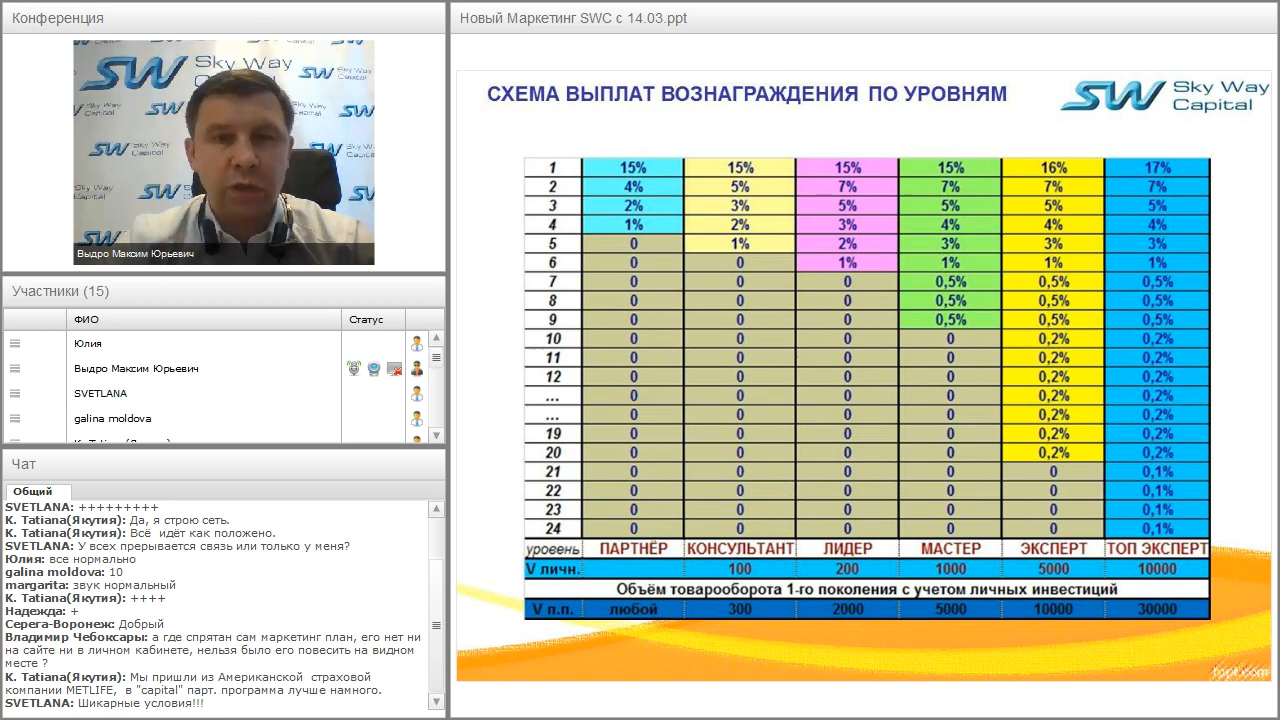 Конференция
Sky Way
Capital
Выдро Максим Юрьевич
Участники (15)
ФИО Статус
Юлия
Выдро Максим Юрьевич
SVETLANA
galina moldova
Чат
Общий
SVETLANA: +++++++++
K. Tatiana(Якутия): Да, я строю сеть.
K. Tatiana(Якутия): Всё идёт как положено.
SVETLANA: У всех прерывается связь или только у меня?
Юлия: все нормально
galina moldova: 10
margarita: звук нормальный
K. Tatiana(Якутия): ++++
Надежда: +
Серега-Воронеж: Добрый
Владимир Чебоксары: а где спрятан сам маркетинг план, его нет ни
на сайте ни в личном кабинете, нельзя было его повесить на видном
месте ?
K. Tatiana(Якутия): Мы пришли из Американской страховой
компании METLIFE, в "capital" парт. программа лучше намного.
SVETLANA: Шикарные условия!!!
Новый Маркетинг SWC с 14.03.ppt
СХЕМА ВЫПЛАТ ВОЗНАГРАЖДЕНИЯ ПО УРОВНЯМ
SW Sky Way
Capital
1 15% 15% 15% 15% 16% 17%
2 4% 5% 7% 7% 7% 7%
3 2% 3% 5% 5% 5% 5%
4 1% 2% 3% 4% 4% 4%
5 0 1% 2% 3% 3% 3%
6 0 0 1% 1% 1% 1%
7 0 0 0 0,5% 0,5% 0,5%
8 0 0 0 0,5% 0,5% 0,5%
9 0 0 0 0,5% 0,5% 0,5%
10 0 0 0 0 0,2% 0,2%
11 0 0 0 0 0,2% 0,2%
12 0 0 0 0 0,2% 0,2%
... 0 0 0 0 0,2% 0,2%
... 0 0 0 0 0,2% 0,2%
19 0 0 0 0 0,2% 0,2%
20 0 0 0 0 0,2% 0,2%
21 0 0 0 0 0 0,1%
22 0 0 0 0 0 0,1%
23 0 0 0 0 0 0,1%
24 0 0 0 0 0 0,1%
уровень ПАРТНЁР КОНСУЛЬТАНТ ЛИДЕР МАСТЕР ЭКСПЕРТ ТОП ЭКСПЕРТ
V личн. 100 200 1000 5000 10000
Объём товарооборота 1-го поколения с учетом личных инвестиций
V п.п. любой 300 2000 5000 10000 30000
fppt.com